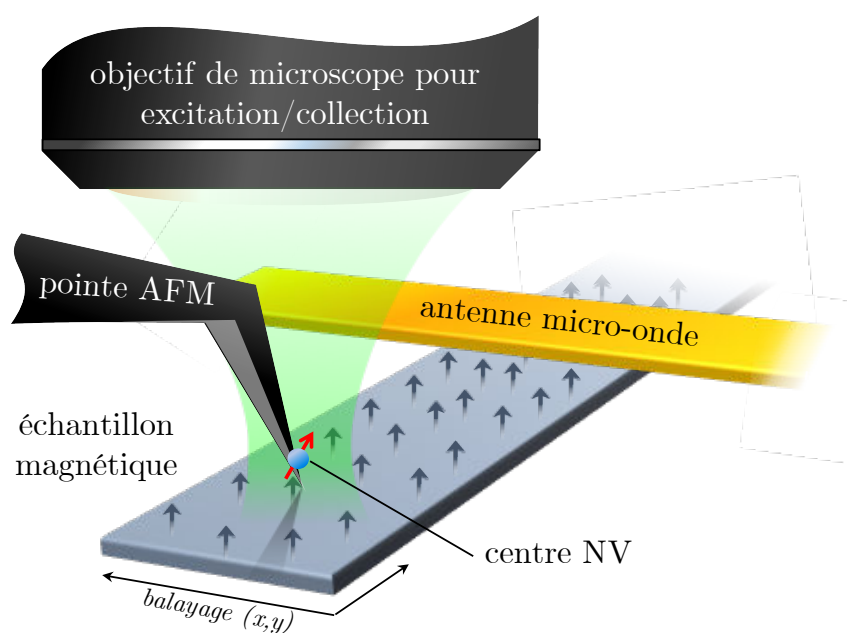 objectif de microscope pour
excitation/collection
pointe AFM
antenne micro-onde
échantillon
magnétique
centre NV
balayage (x,y)